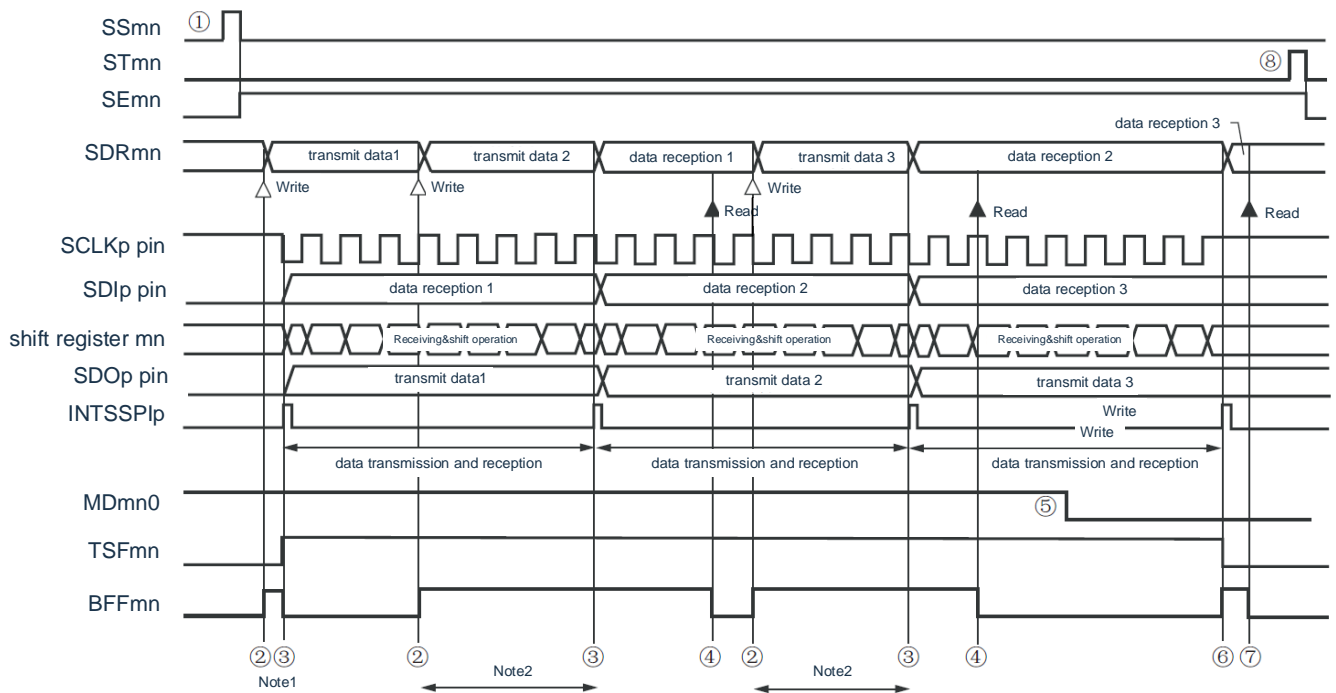 ① SSmn
STmn ⑧
SEmn
data reception 3
SDRmn transmit data1 transmit data 2 data reception 1 transmit data 3 data reception 2
Write Write Write
Read Read Read
SCLKp pin
SDIp pin data reception 1 data reception 2 data reception 3
shift register mn Receiving&shift operation Receiving&shift operation Receiving&shift operation
SDOp pin transmit data1 transmit data 2 transmit data 3
INTSSPIp Write
Write
data transmission and reception data transmission and reception data transmission and reception
MDmn0 ⑤
TSFmn
BFFmn
② ③ ② ③ ④ ② ③ ④ ⑥ ⑦
Note1 Note2 Note2